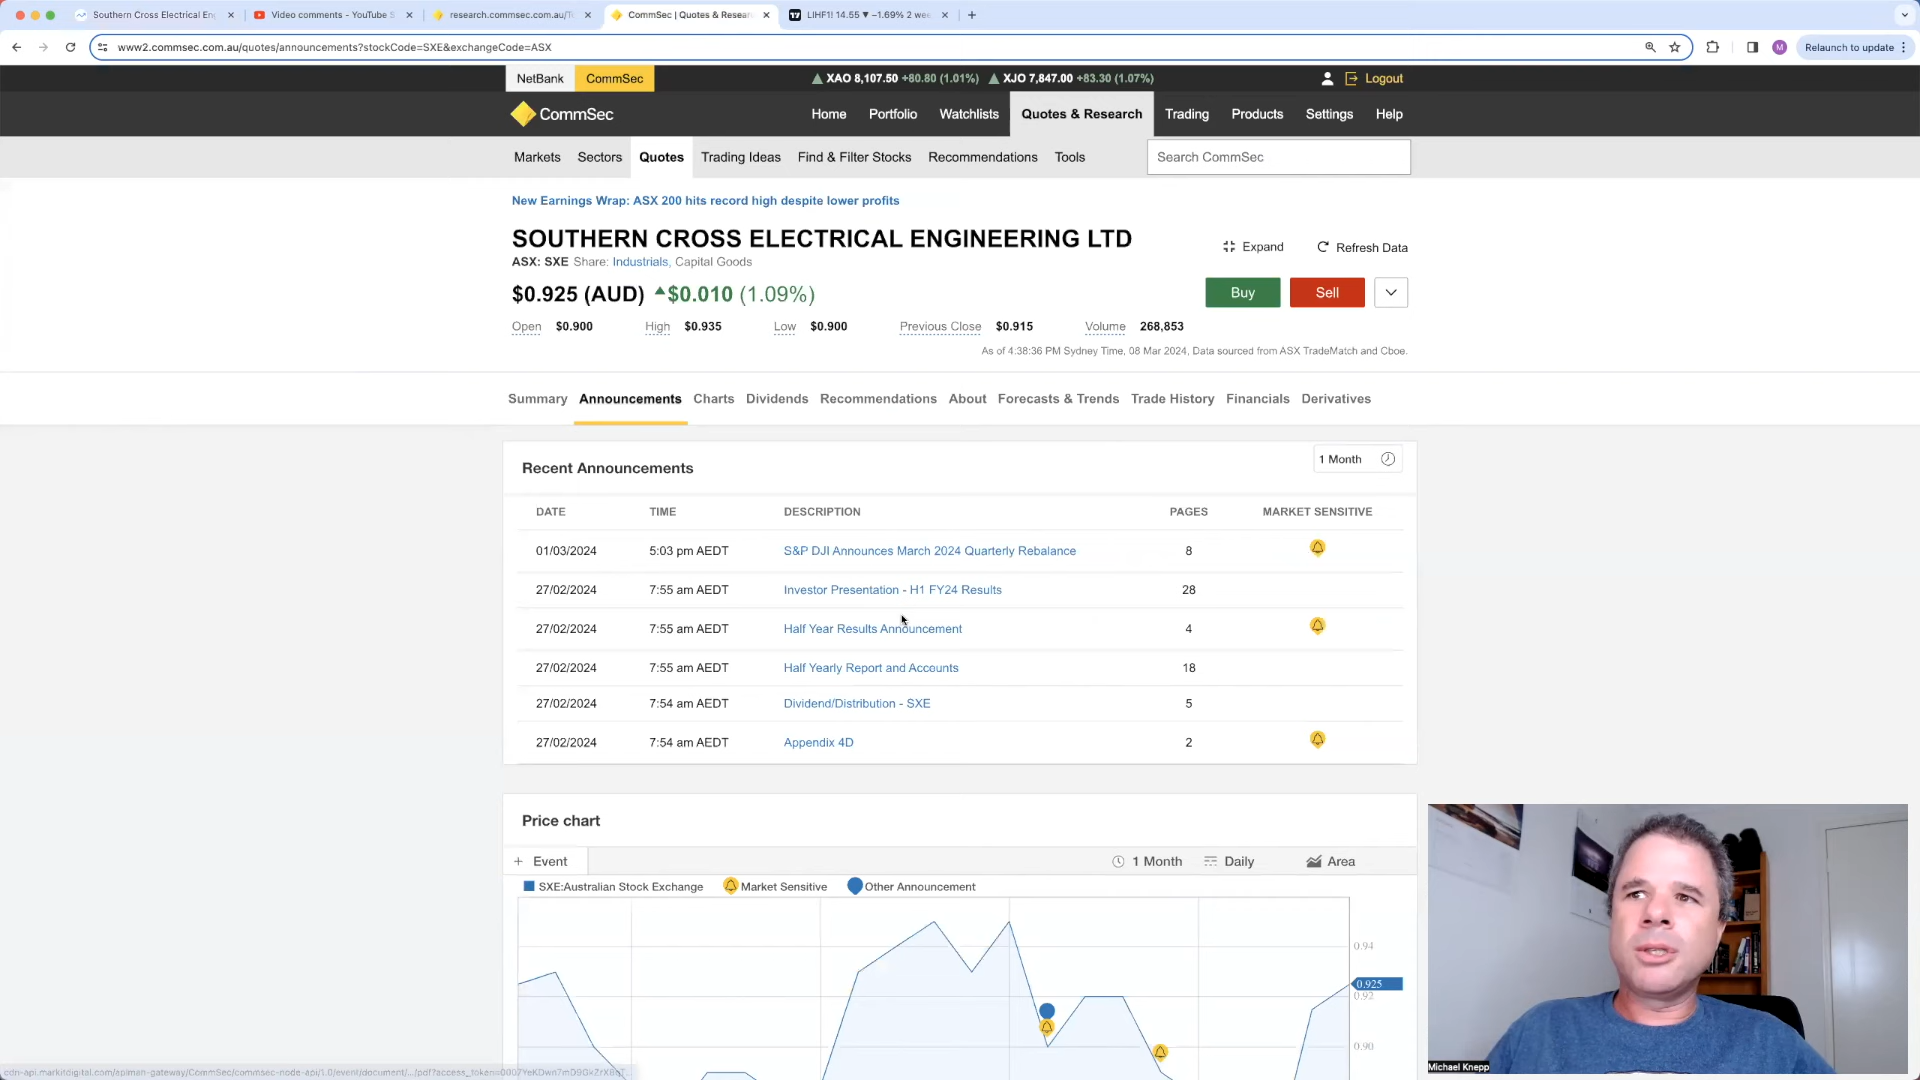 Southern Cross Electrical En
Video comments - YouTube S
research.commsec.com.au/T
CommSec | Quotes & Resear
LIHF1! 14.55 ▼ −1.69% 2 wee
www2.commsec.com.au/quotes/announcements?stockCode=SXE&exchangeCode=ASX
M
Relaunch to update
NetBank
CommSec
XAO 8,107.50 +80.80 (1.01%)
XJO 7,847.00 +83.30 (1.07%)
Logout
CommSec
Home
Portfolio
Watchlists
Quotes & Research
Trading
Products
Settings
Help
Markets
Sectors
Quotes
Trading Ideas
Find & Filter Stocks
Recommendations
Tools
Search CommSec
New Earnings Wrap: ASX 200 hits record high despite lower profits
SOUTHERN CROSS ELECTRICAL ENGINEERING LTD
Expand
Refresh Data
ASX: SXE Share: Industrials, Capital Goods
$0.925 (AUD) $0.010 (1.09%)
Buy
Sell
Open $0.900 High $0.935 Low $0.900 Previous Close $0.915 Volume 268,853
As of 4:38:36 PM Sydney Time, 08 Mar 2024, Data sourced from ASX TradeMatch and Cboe.
Summary
Announcements
Charts
Dividends
Recommendations
About
Forecasts & Trends
Trade History
Financials
Derivatives
Recent Announcements
1 Month
DATE TIME DESCRIPTION PAGES MARKET SENSITIVE
01/03/2024 5:03 pm AEDT S&P DJI Announces March 2024 Quarterly Rebalance 8
27/02/2024 7:55 am AEDT Investor Presentation - H1 FY24 Results 28
27/02/2024 7:55 am AEDT Half Year Results Announcement 4
27/02/2024 7:55 am AEDT Half Yearly Report and Accounts 18
27/02/2024 7:54 am AEDT Dividend/Distribution - SXE 5
27/02/2024 7:54 am AEDT Appendix 4D 2
Price chart
+ Event
1 Month
Daily
Area
SXE:Australian Stock Exchange
Market Sensitive
Other Announcement
0.94
0.925
0.92
0.90
Michael Knepp